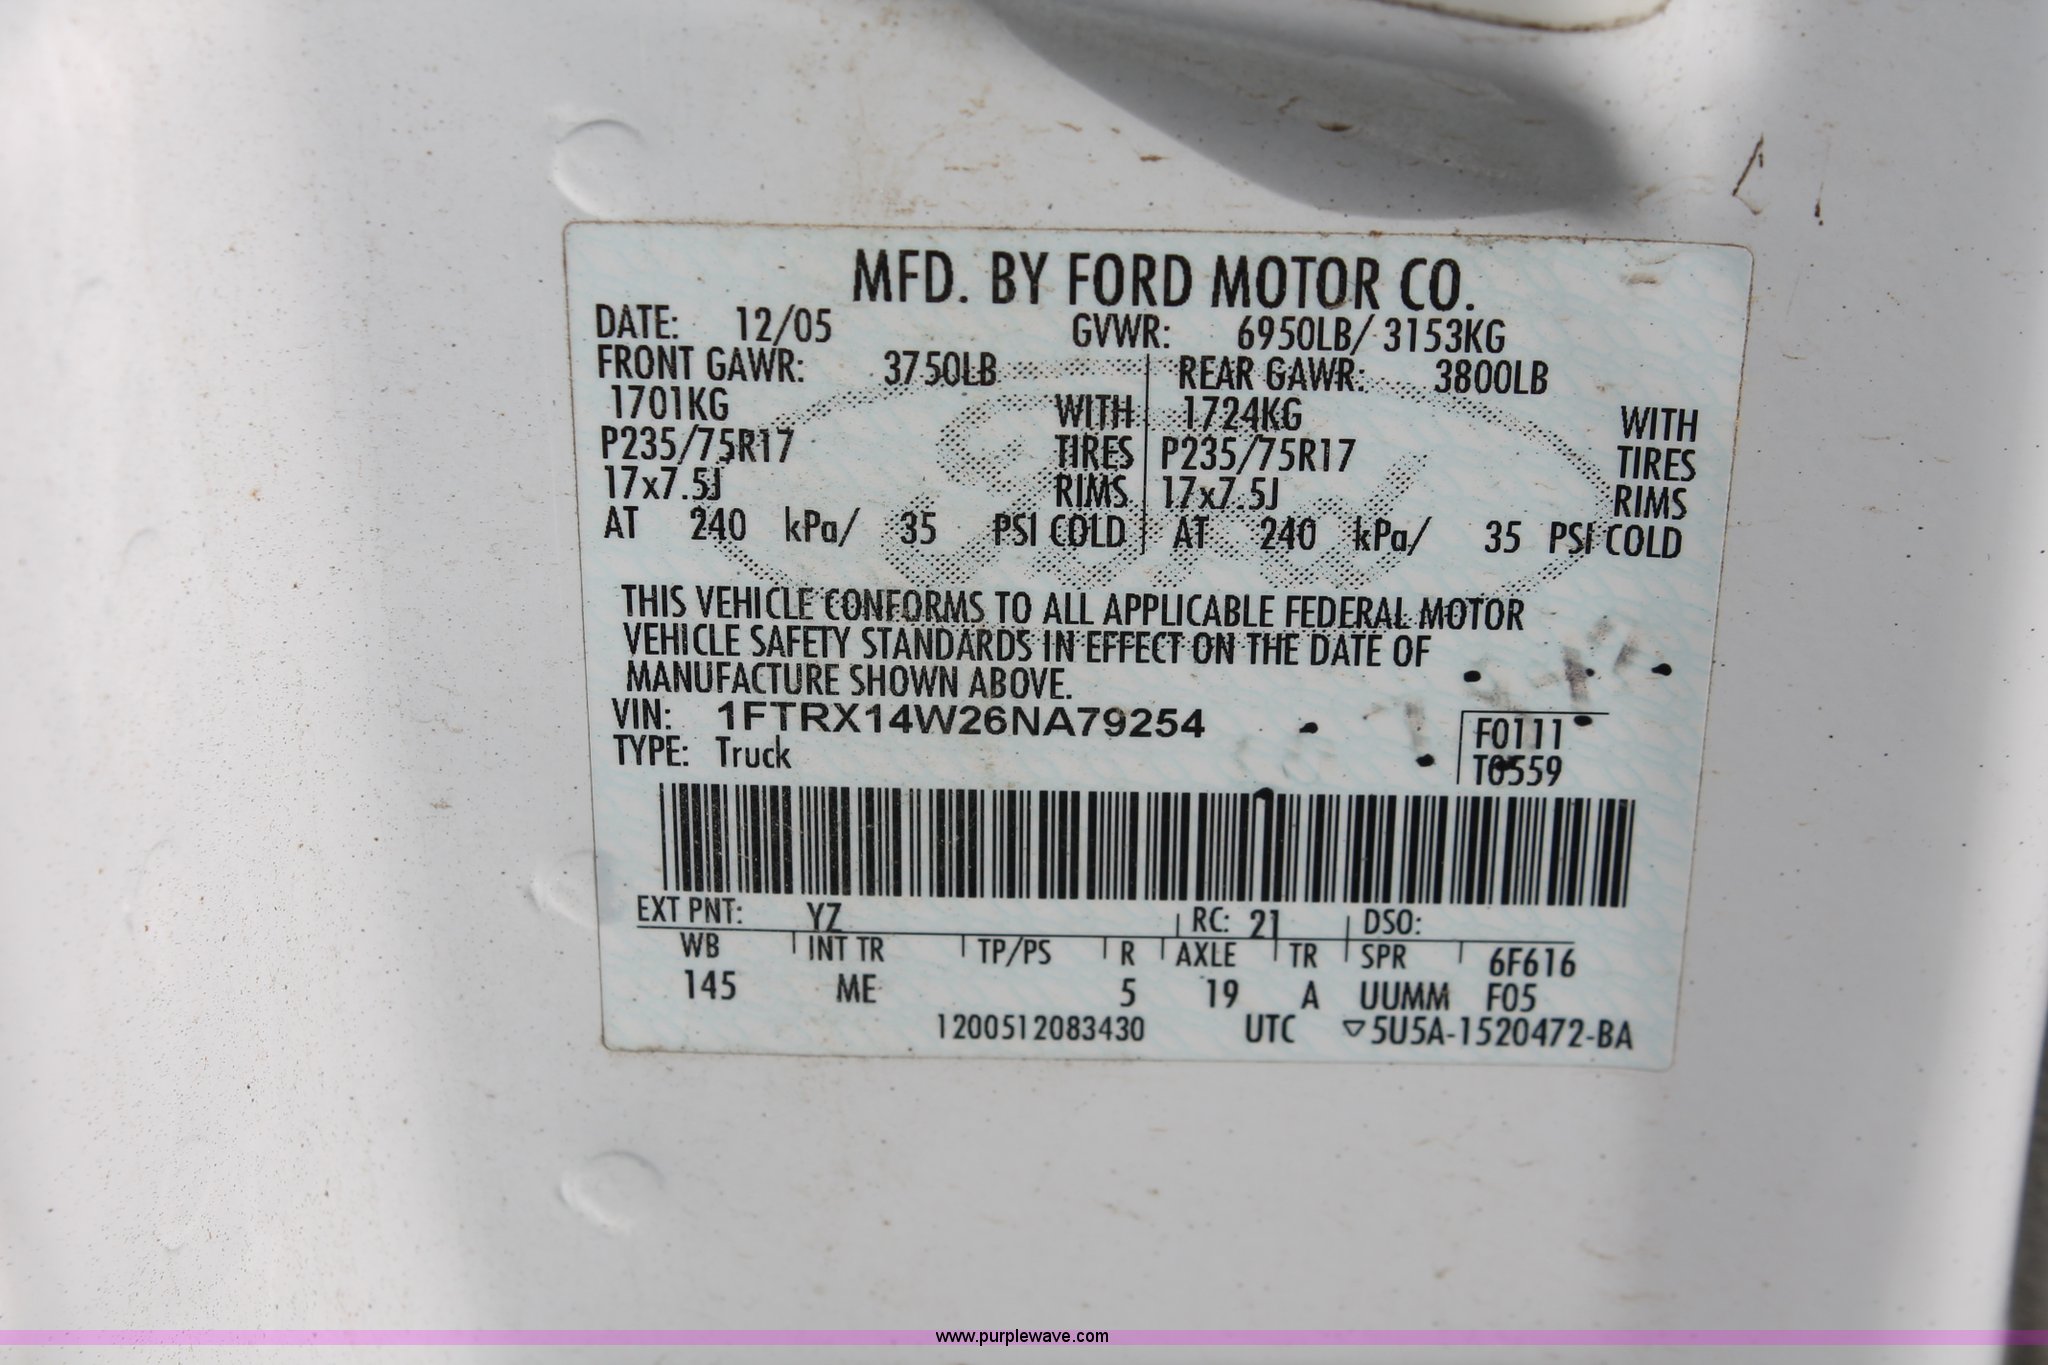 MFD. BY FORD MOTOR CO.
DATE: 12/05 GVWR: 6950LB/ 3153KG
FRONT GAWR: 3750LB REAR GAWR: 3800LB
1701KG WITH 1724KG WITH
P235/75R17 TIRES P235/75R17 TIRES
17x7.5J RIMS 17x7.5J RIMS
AT 240 kPa/ 35 PSI COLD AT 240 kPa/ 35 PSI COLD
THIS VEHICLE CONFORMS TO ALL APPLICABLE FEDERAL MOTOR
VEHICLE SAFETY STANDARDS IN EFFECT ON THE DATE OF
MANUFACTURE SHOWN ABOVE.
VIN: 1FTRX14W26NA79254 F0111
TYPE: Truck T0559
EXT PNT: YZ RC: 21 DSO:
WB INT TR TP/PS R AXLE TR SPR 6F616
145 ME 5 19 A UUMM F05
1200512083430 UTC ▽5U5A-1520472-BA
www.purplewave.com